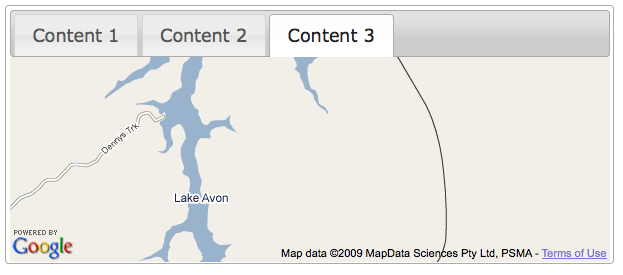 Content 1
Content 2
Content 3
Dennys Trk
Lake Avon
POWERED BY
Google
Map data ©2009 MapData Sciences Pty Ltd, PSMA - Terms of Use